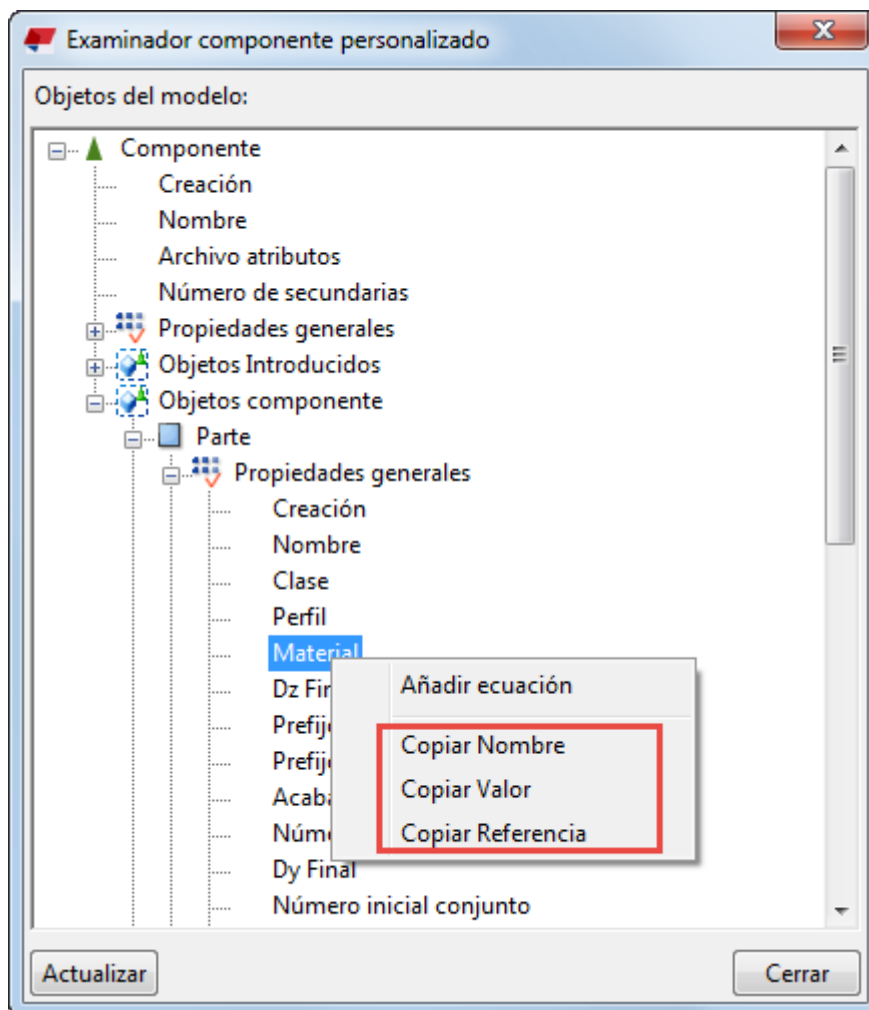 Examinador componente personalizado
Objetos del modelo:
Componente
Creación
Nombre
Archivo atributos
Número de secundarias
Propiedades generales
Objetos Introducidos
Objetos componente
Parte
Propiedades generales
Creación
Nombre
Clase
Perfil
Material
Añadir ecuación
Dz Fin
Copiar Nombre
Copiar Valor
Copiar Referencia
Dy Final
Número inicial conjunto
Actualizar
Cerrar